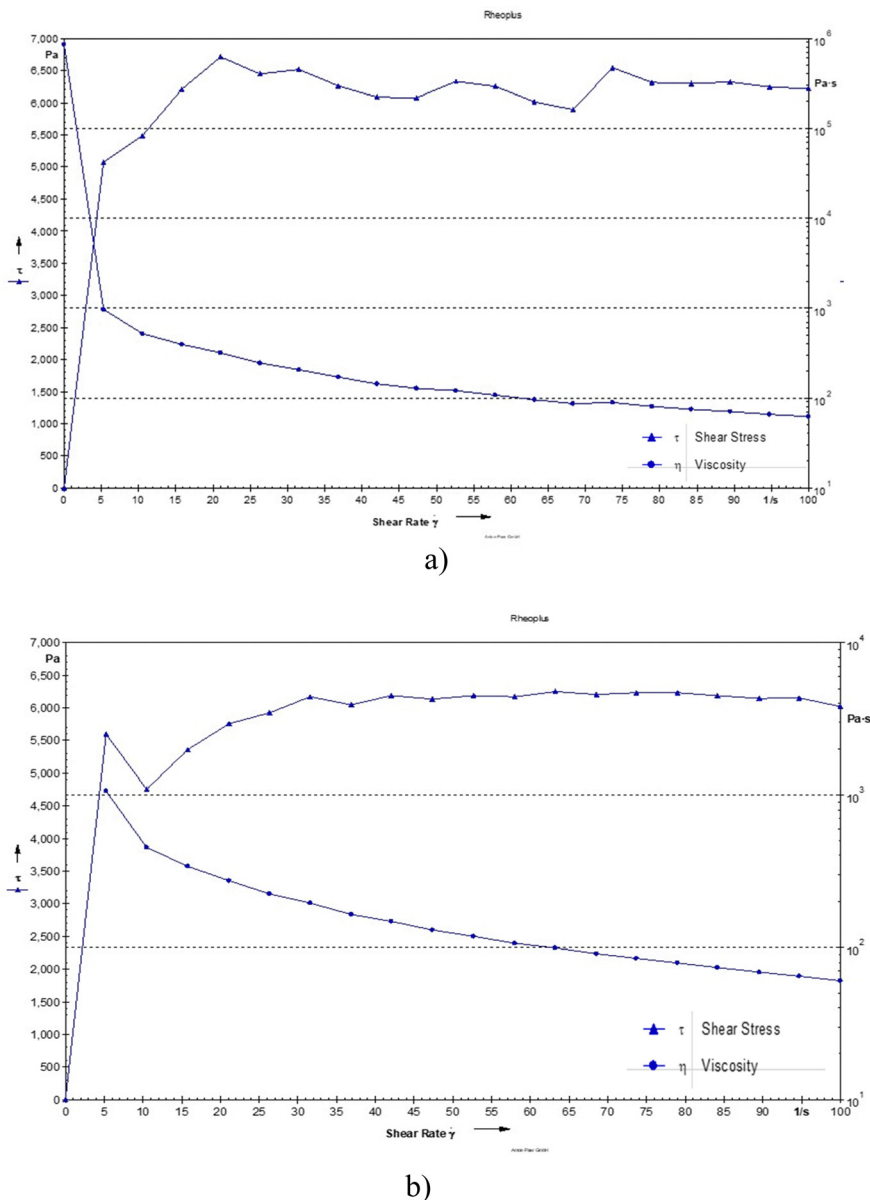 Rheoplus
7,000
Pa
6,500
6,000
5,500
5,000
4,500
4,000
3,500
3,000
2,500
2,000
1,500
1,000
500
0
τ
10^6
Pa·s
10^5
10^4
10^3
10^2
10^1
τ Shear Stress
η Viscosity
0 5 10 15 20 25 30 35 40 45 50 55 60 65 70 75 80 85 90 1/s 100
Shear Rate γ̇
Anton Paar GmbH
a)
Rheoplus
7,000
Pa
6,500
6,000
5,500
5,000
4,500
4,000
3,500
3,000
2,500
2,000
1,500
1,000
500
0
τ
10^4
Pa·s
10^3
10^2
10^1
τ Shear Stress
η Viscosity
0 5 10 15 20 25 30 35 40 45 50 55 60 65 70 75 80 85 90 1/s 100
Shear Rate γ̇
Anton Paar GmbH
b)